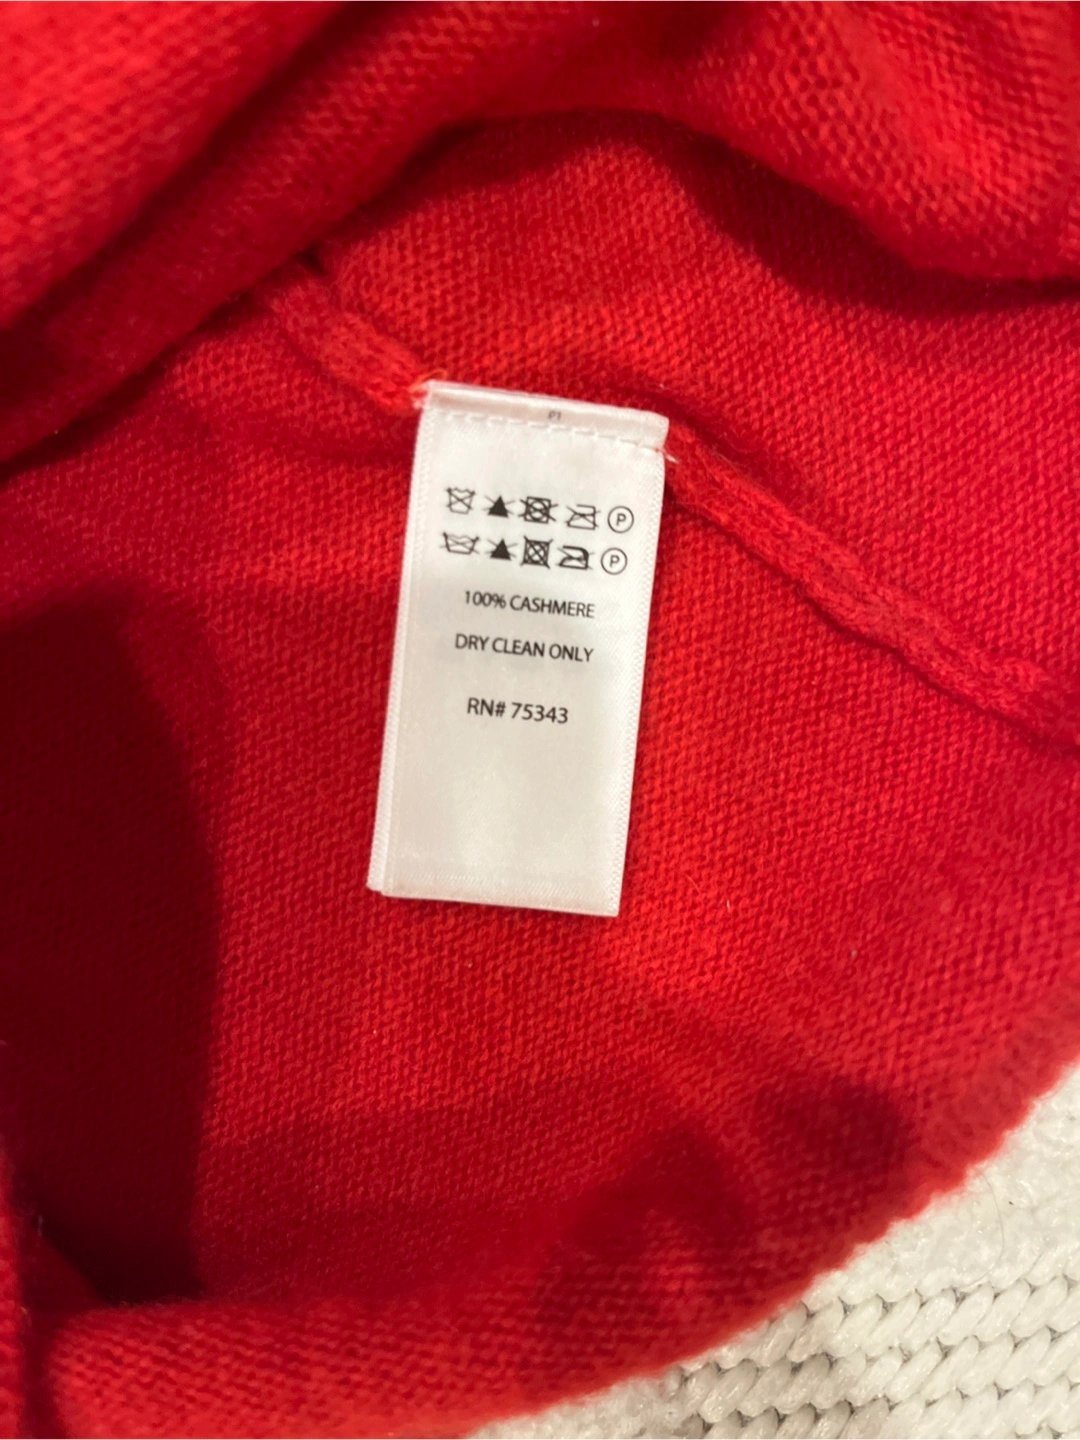 P P
100% CASHMERE
DRY CLEAN ONLY
RN# 75343